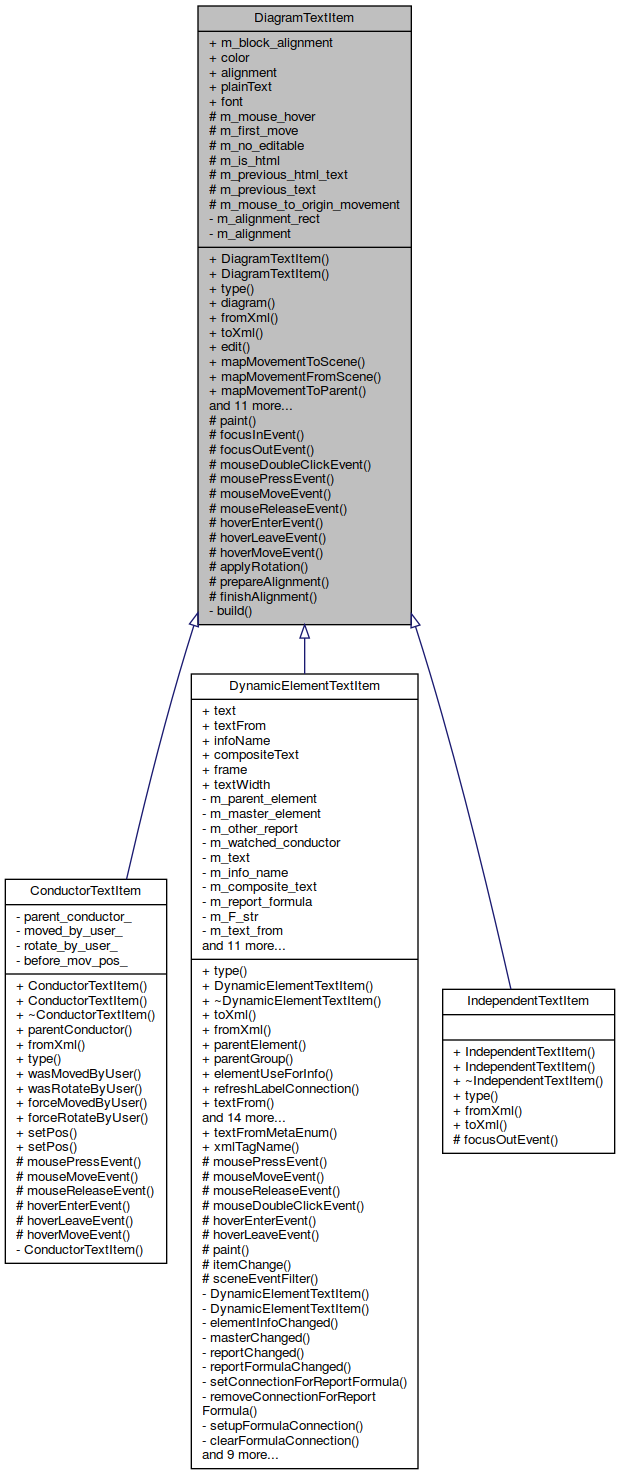 DiagramTextItem
+ m_block_alignment
+ color
+ alignment
+ plainText
+ font
# m_mouse_hover
# m_first_move
# m_no_editable
# m_is_html
# m_previous_html_text
# m_previous_text
# m_mouse_to_origin_movement
- m_alignment_rect
- m_alignment
+ DiagramTextItem()
+ DiagramTextItem()
+ type()
+ diagram()
+ fromXml()
+ toXml()
+ edit()
+ mapMovementToScene()
+ mapMovementFromScene()
+ mapMovementToParent()
and 11 more...
# paint()
# focusInEvent()
# focusOutEvent()
# mouseDoubleClickEvent()
# mousePressEvent()
# mouseMoveEvent()
# mouseReleaseEvent()
# hoverEnterEvent()
# hoverLeaveEvent()
# hoverMoveEvent()
# applyRotation()
# prepareAlignment()
# finishAlignment()
- build()
ConductorTextItem
- parent_conductor_
- moved_by_user_
- rotate_by_user_
- before_mov_pos_
+ ConductorTextItem()
+ ConductorTextItem()
+ ~ConductorTextItem()
+ parentConductor()
+ fromXml()
+ type()
+ wasMovedByUser()
+ wasRotateByUser()
+ forceMovedByUser()
+ forceRotateByUser()
+ setPos()
+ setPos()
# mousePressEvent()
# mouseMoveEvent()
# mouseReleaseEvent()
# hoverEnterEvent()
# hoverLeaveEvent()
# hoverMoveEvent()
- ConductorTextItem()
DynamicElementTextItem
+ text
+ textFrom
+ infoName
+ compositeText
+ frame
+ textWidth
- m_parent_element
- m_master_element
- m_other_report
- m_watched_conductor
- m_text
- m_info_name
- m_composite_text
- m_report_formula
- m_F_str
- m_text_from
and 11 more...
+ type()
+ DynamicElementTextItem()
+ ~DynamicElementTextItem()
+ toXml()
+ fromXml()
+ parentElement()
+ parentGroup()
+ elementUseForInfo()
+ refreshLabelConnection()
+ textFrom()
and 14 more...
+ textFromMetaEnum()
+ xmlTagName()
# mousePressEvent()
# mouseMoveEvent()
# mouseReleaseEvent()
# mouseDoubleClickEvent()
# hoverEnterEvent()
# hoverLeaveEvent()
# paint()
# itemChange()
# sceneEventFilter()
- DynamicElementTextItem()
- DynamicElementTextItem()
- elementInfoChanged()
- masterChanged()
- reportChanged()
- reportFormulaChanged()
- setConnectionForReportFormula()
- removeConnectionForReport
Formula()
- setupFormulaConnection()
- clearFormulaConnection()
and 9 more...
IndependentTextItem
+ IndependentTextItem()
+ IndependentTextItem()
+ ~IndependentTextItem()
+ type()
+ fromXml()
+ toXml()
# focusOutEvent()